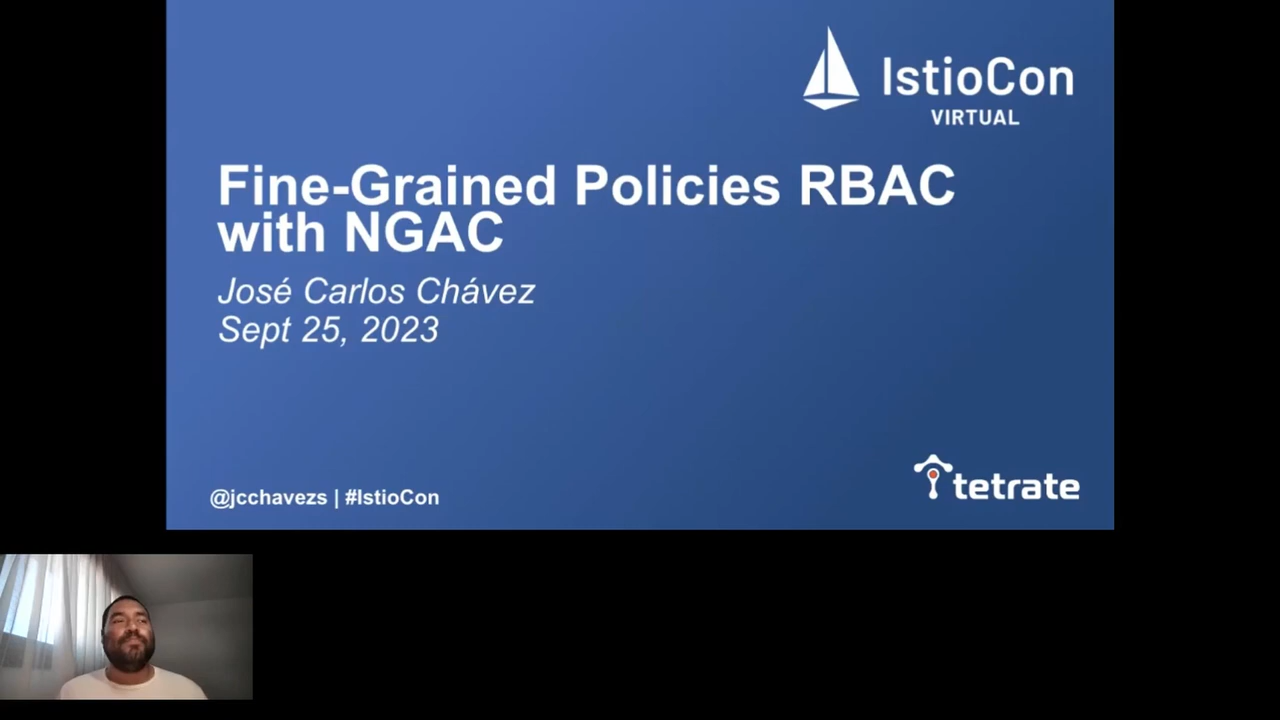 IstioCon
VIRTUAL
Fine-Grained Policies RBAC
with NGAC
José Carlos Chávez
Sept 25, 2023
@jcchavezs | #IstioCon
tetrate